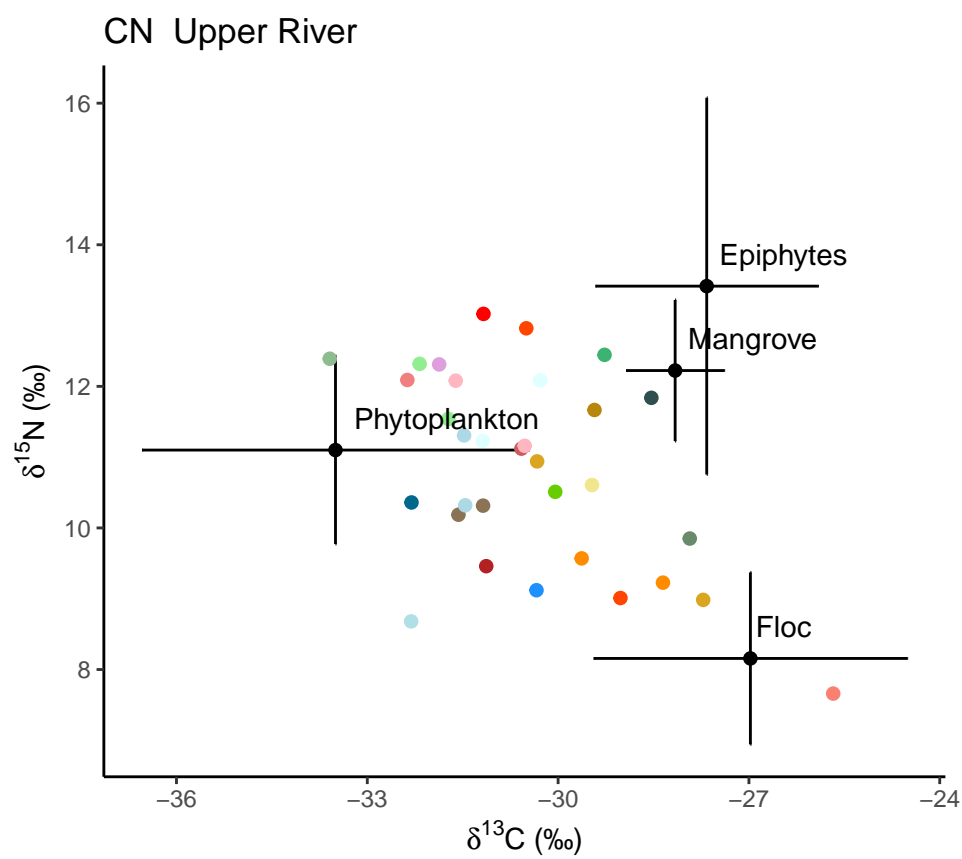 CN  Upper River
16
14
12
10
8
δ¹⁵N (‰)
Epiphytes
Mangrove
Phytoplankton
Floc
−36
−33
−30
−27
−24
δ¹³C (‰)